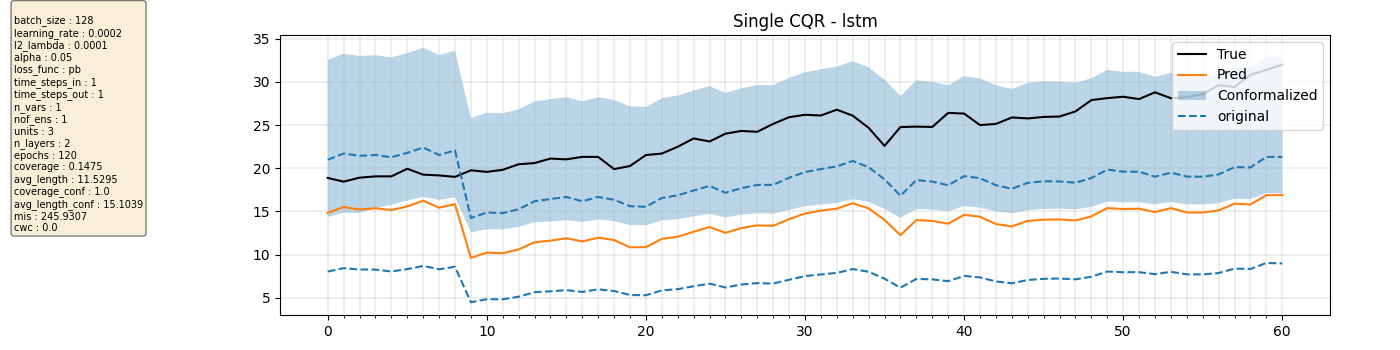 batch_size : 128
learning_rate : 0.0002
l2_lambda : 0.0001
alpha : 0.05
loss_func : pb
time_steps_in : 1
time_steps_out : 1
n_vars : 1
nof_ens : 1
units : 3
n_layers : 2
epochs : 120
coverage : 0.1475
avg_length : 11.5295
coverage_conf : 1.0
avg_length_conf : 15.1039
mis : 245.9307
cwc : 0.0
Single CQR - lstm
35
30
25
20
15
10
5
True
Pred
Conformalized
original
0 10 20 30 40 50 60